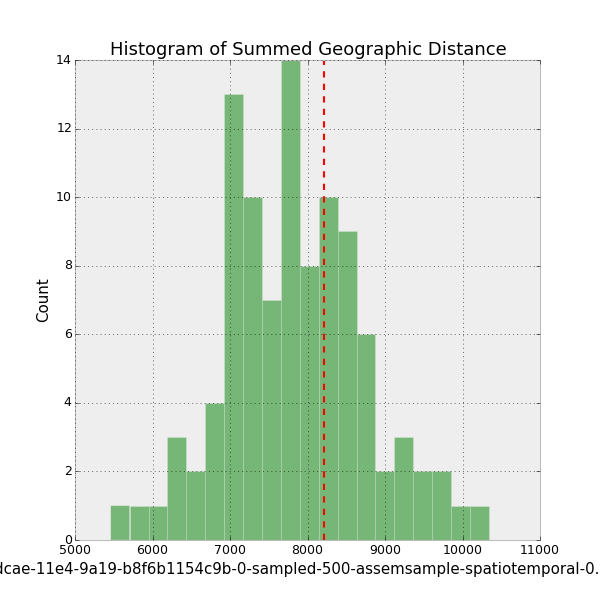 Histogram of Summed Geographic Distance
14
12
10
8
6
4
2
0
Count
5000 6000 7000 8000 9000 10000 11000
dcae-11e4-9a19-b8f6b1154c9b-0-sampled-500-assemsample-spatiotemporal-0.